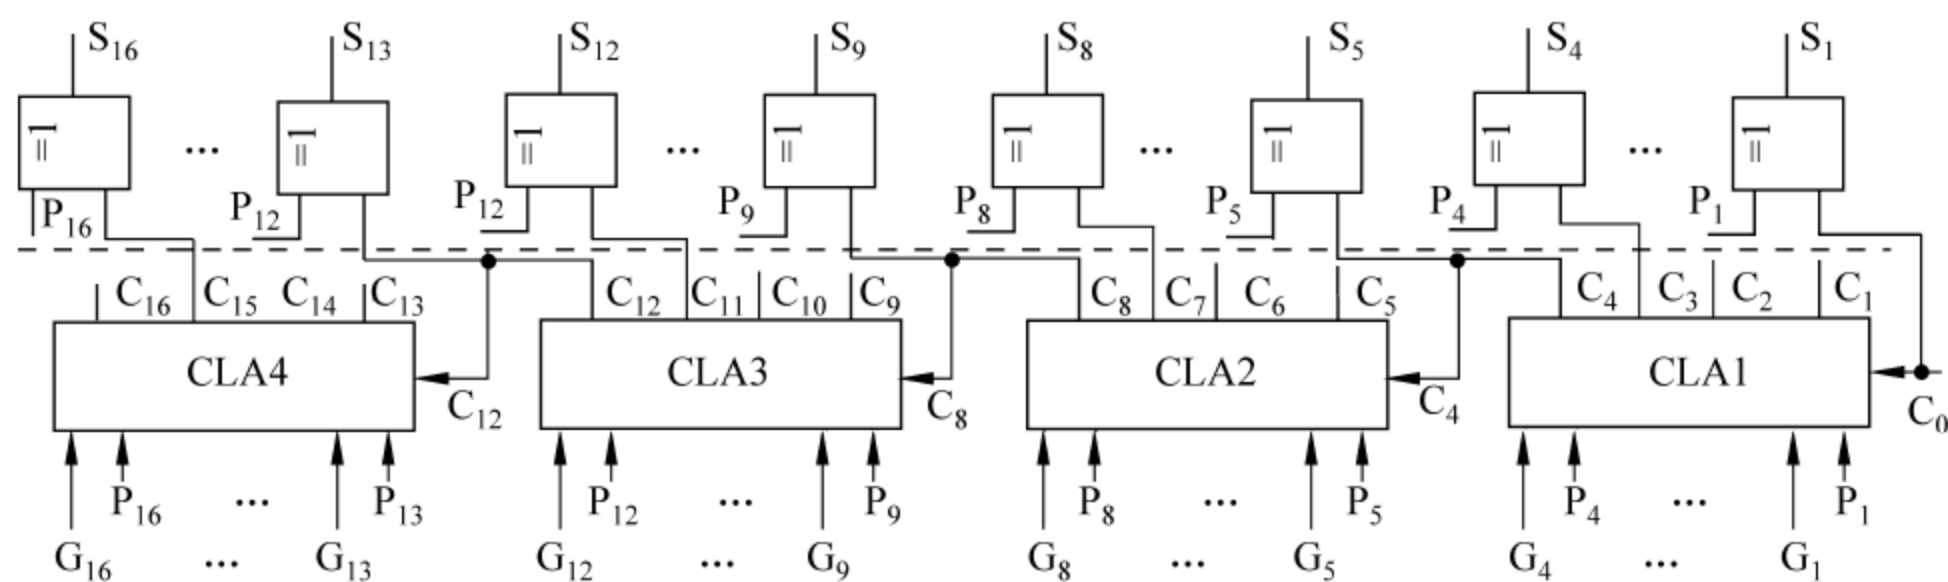 S₁₆ S₁₃ S₁₂ S₉ S₈ S₅ S₄ S₁
=1 ... =1 =1 ... =1 =1 ... =1 =1 ... =1
P₁₆ P₁₂ P₁₂ P₉ P₈ P₅ P₄ P₁
C₁₆ C₁₅ C₁₄ C₁₃ C₁₂ C₁₁ C₁₀ C₉ C₈ C₇ C₆ C₅ C₄ C₃ C₂ C₁
CLA4 CLA3 CLA2 CLA1
C₁₂ C₈ C₄ C₀
P₁₆ ... P₁₃ P₁₂ ... P₉ P₈ ... P₅ P₄ ... P₁
G₁₆ ... G₁₃ G₁₂ ... G₉ G₈ ... G₅ G₄ ... G₁